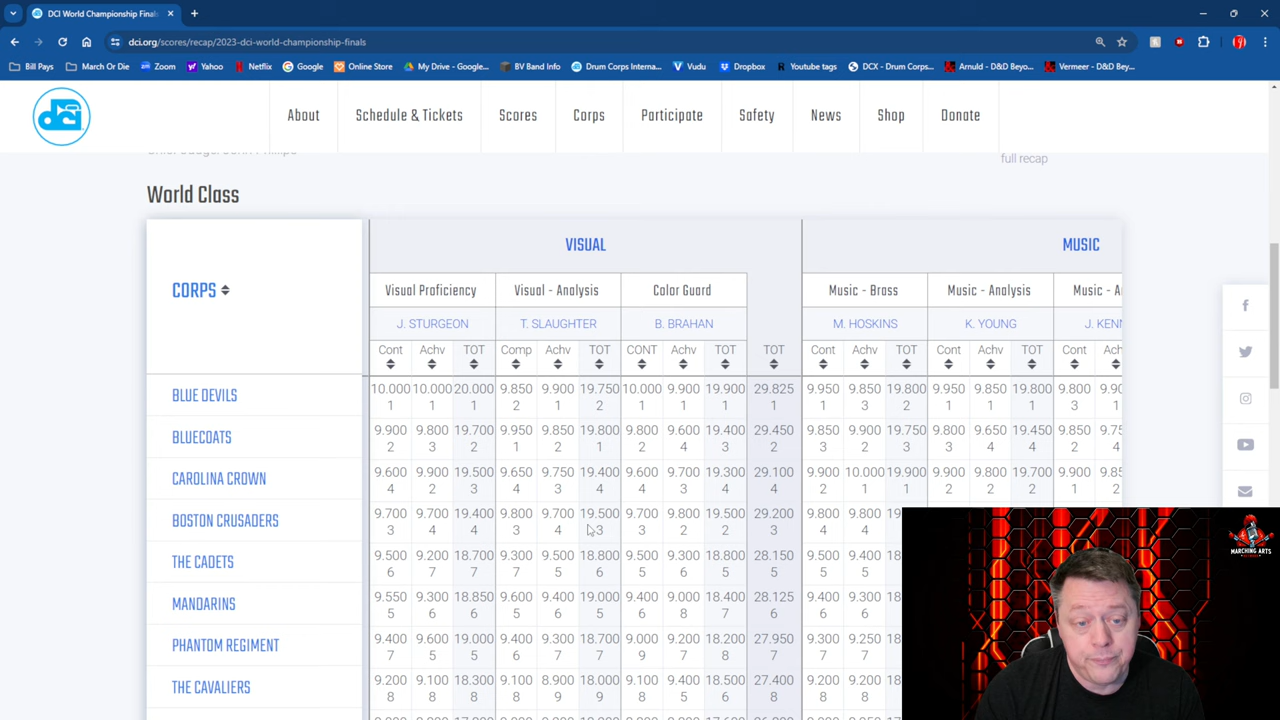 DCI World Championship Finals
dci.org/scores/recap/2023-dci-world-championship-finals
Bill Pays March Or Die Zoom Yahoo Netflix Google Online Store My Drive - Google... BV Band Info Drum Corps Interna... Vudu Dropbox Youtube tags DCX - Drum Corps... Arnuld - D&D Beyo... Vermeer - D&D Bey...
dci About Schedule & Tickets Scores Corps Participate Safety News Shop Donate
full recap
World Class
VISUAL MUSIC
CORPS Visual Proficiency Visual - Analysis Color Guard Music - Brass Music - Analysis Music - A
J. STURGEON T. SLAUGHTER B. BRAHAN M. HOSKINS K. YOUNG J. KENN
Cont Achv TOT Comp Achv TOT CONT Achv TOT TOT Cont Achv TOT Cont Achv TOT Cont Ach
BLUE DEVILS 10.000 10.000 20.000 9.850 9.900 19.750 10.000 9.900 19.900 29.825 9.950 9.850 19.800 9.950 9.850 19.800 9.800 9.90
1 1 1 2 1 2 1 1 1 1 1 3 2 1 1 1 3 1
BLUECOATS 9.900 9.800 19.700 9.950 9.850 19.800 9.800 9.600 19.400 29.450 9.850 9.900 19.750 9.800 9.650 19.450 9.850 9.75
2 3 2 1 2 1 2 4 3 2 3 2 3 3 4 4 2 4
CAROLINA CROWN 9.600 9.900 19.500 9.650 9.750 19.400 9.600 9.700 19.300 29.100 9.900 10.000 19.900 9.900 9.800 19.700 9.900 9.85
4 2 3 4 3 4 4 3 4 4 2 1 1 2 2 2 1 2
BOSTON CRUSADERS 9.700 9.700 19.400 9.800 9.700 19.500 9.700 9.800 19.500 29.200 9.800 9.800
3 4 4 3 4 3 3 2 2 3 4 4
THE CADETS 9.500 9.200 18.700 9.300 9.500 18.800 9.500 9.300 18.800 28.150 9.500 9.400
6 7 7 7 5 6 5 6 5 5 5 5
MANDARINS 9.550 9.300 18.850 9.600 9.400 19.000 9.400 9.000 18.400 28.125 9.400 9.300
5 6 6 5 6 5 6 8 7 6 6 6
PHANTOM REGIMENT 9.400 9.600 19.000 9.400 9.300 18.700 9.000 9.200 18.200 27.950 9.300 9.250
7 5 5 6 7 7 9 7 8 7 7 7
THE CAVALIERS 9.200 9.100 18.300 9.100 8.900 18.000 9.100 9.400 18.500 27.400 9.200 9.200
8 8 8 8 9 9 8 5 6 8 8 8
MARCHING ARTS